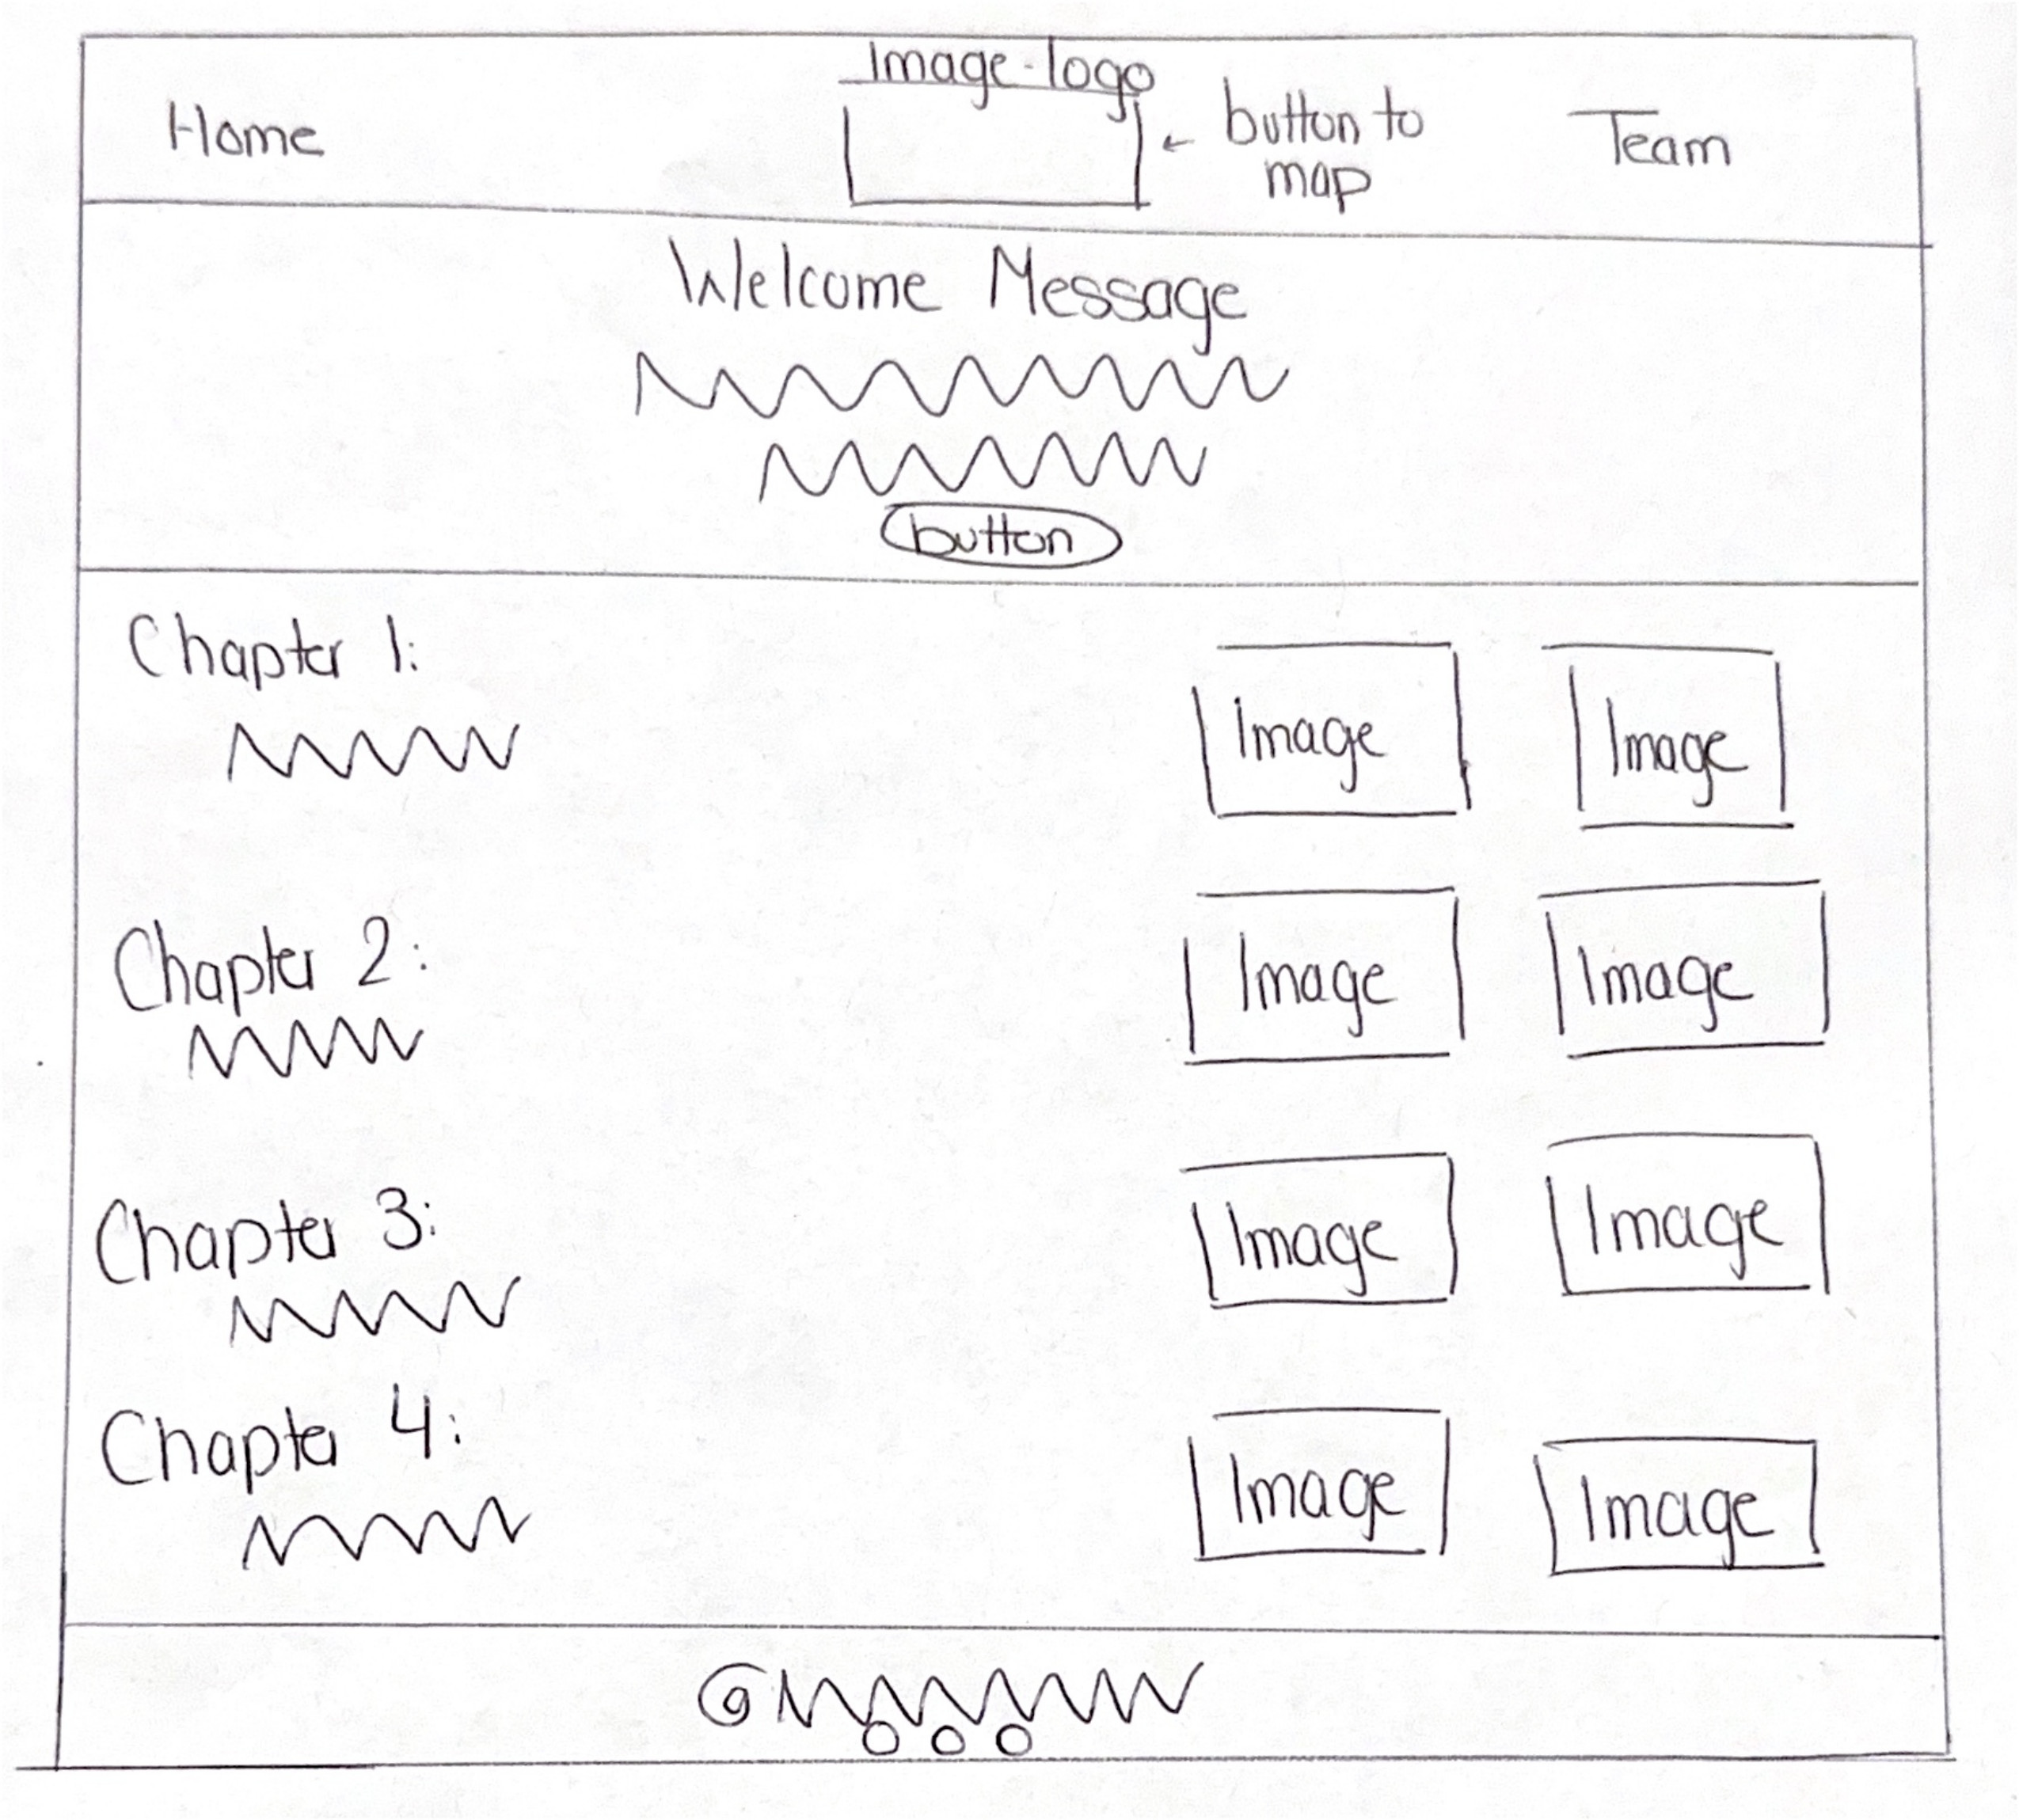 Home
Image-logo
← button to
map
Team
Welcome Message
button
Chapter 1:
Image
Image
Chapter 2:
Image
Image
Chapter 3:
Image
Image
Chapter 4:
Image
Image